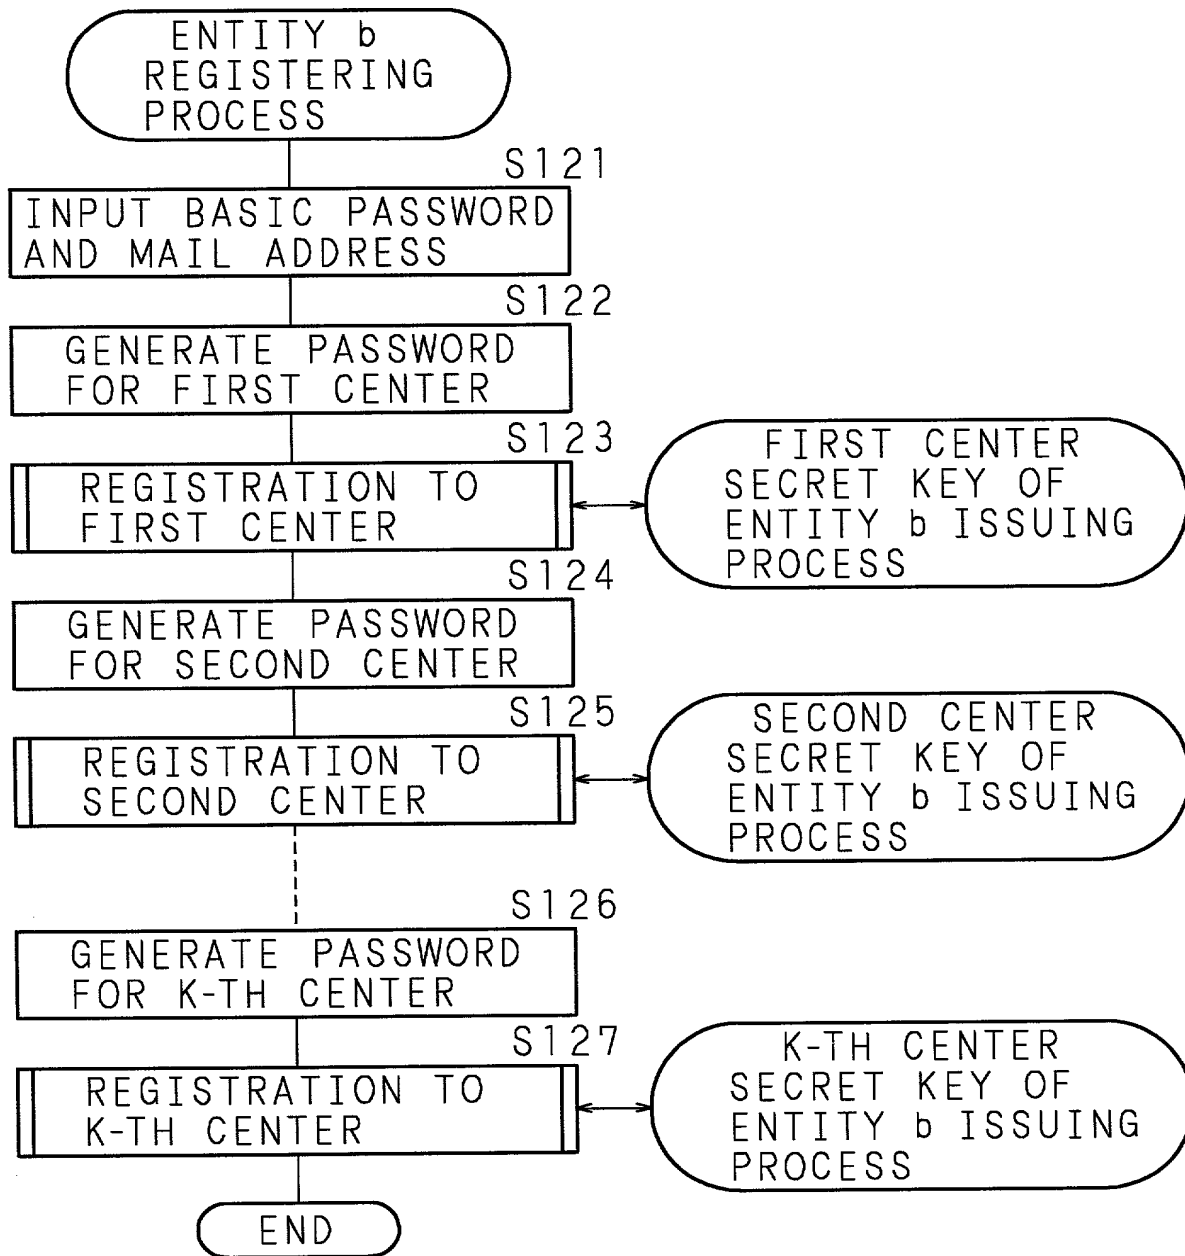 ENTITY b
REGISTERING
PROCESS
S121
INPUT BASIC PASSWORD
AND MAIL ADDRESS
S122
GENERATE PASSWORD
FOR FIRST CENTER
S123
REGISTRATION TO
FIRST CENTER
FIRST CENTER
SECRET KEY OF
ENTITY b ISSUING
PROCESS
S124
GENERATE PASSWORD
FOR SECOND CENTER
S125
REGISTRATION TO
SECOND CENTER
SECOND CENTER
SECRET KEY OF
ENTITY b ISSUING
PROCESS
S126
GENERATE PASSWORD
FOR K-TH CENTER
S127
REGISTRATION TO
K-TH CENTER
K-TH CENTER
SECRET KEY OF
ENTITY b ISSUING
PROCESS
END